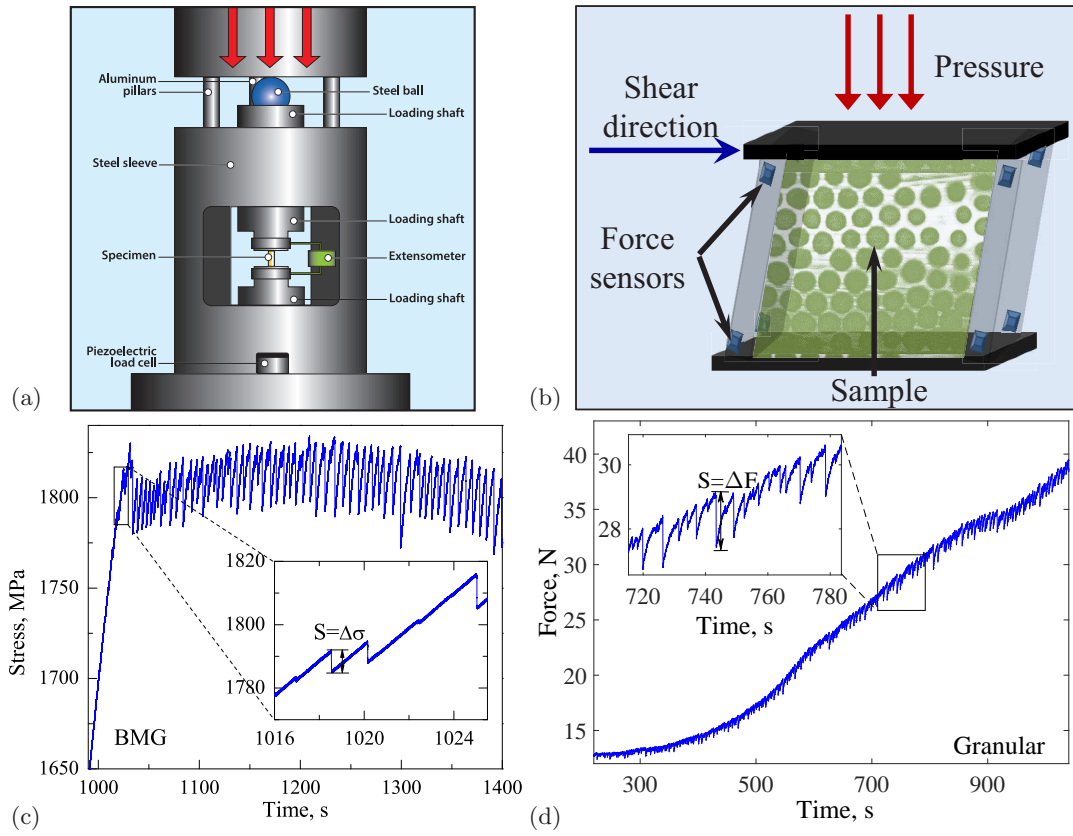 Aluminum
pillars
Steel ball
Loading shaft
Steel sleeve
Loading shaft
Specimen
Extensometer
Loading shaft
Piezoelectric
load cell
(a)
Pressure
Shear
direction
Force
sensors
Sample
(b)
1800
1750
1700
1650
Stress, MPa
1000
1100
1200
1300
1400
Time, s
BMG
1820
1800
1780
S=Δσ
1016
1020
1024
(c)
40
35
30
25
20
15
Force, N
300
500
700
900
Time, s
Granular
30
28
S=ΔF
720
740
760
780
Time, s
(d)